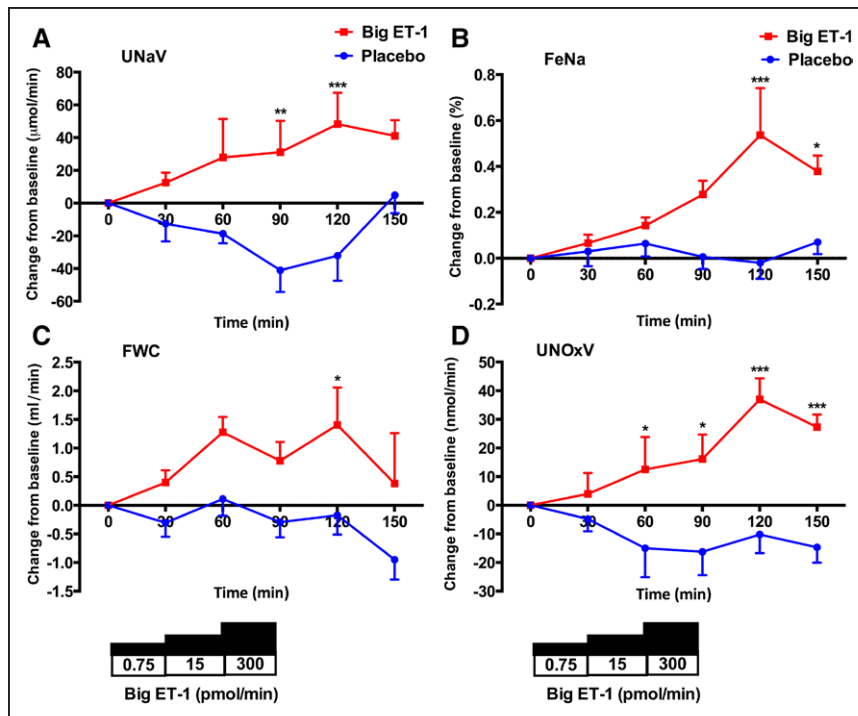 A
UNaV
Big ET-1
Placebo
Change from baseline (μmol/min)
80
60
40
20
0
-20
-40
-60
**
***
0 30 60 90 120 150
Time (min)
B
FeNa
Big ET-1
Placebo
Change from baseline (%)
0.8
0.6
0.4
0.2
0.0
-0.2
***
*
0 30 60 90 120 150
Time (min)
C
FWC
Change from baseline (ml / min)
2.5
2.0
1.5
1.0
0.5
0.0
-0.5
-1.0
-1.5
*
0 30 60 90 120 150
Time (min)
D
UNOxV
Change from baseline (nmol/min)
50
40
30
20
10
0
-10
-20
-30
*
*
***
***
0 30 60 90 120 150
Time (min)
0.75 15 300
Big ET-1 (pmol/min)
0.75 15 300
Big ET-1 (pmol/min)